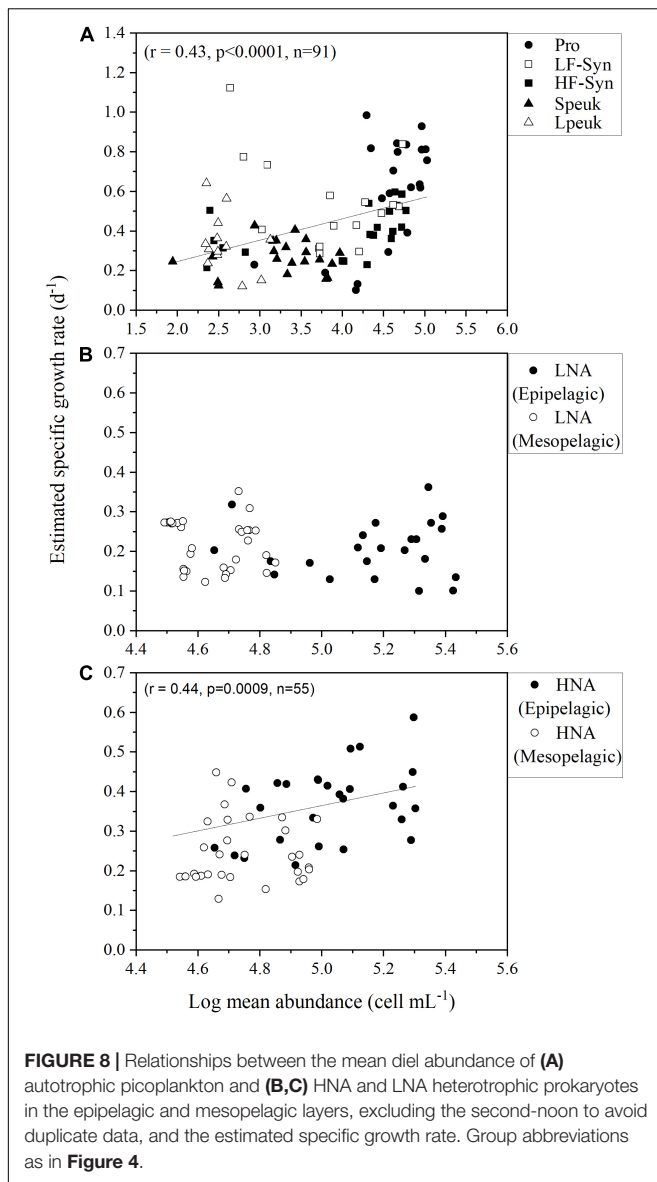 A
(r = 0.43, p<0.0001, n=91)
1.4
1.2
1.0
0.8
0.6
0.4
0.2
0.0
1.5 2.0 2.5 3.0 3.5 4.0 4.5 5.0 5.5 6.0
Pro
LF-Syn
HF-Syn
Speuk
Lpeuk
Estimated specific growth rate (d-1)
B
0.7
0.6
0.5
0.4
0.3
0.2
0.1
0.0
4.4 4.6 4.8 5.0 5.2 5.4 5.6
LNA
(Epipelagic)
LNA
(Mesopelagic)
C
(r = 0.44, p=0.0009, n=55)
0.7
0.6
0.5
0.4
0.3
0.2
0.1
0.0
4.4 4.6 4.8 5.0 5.2 5.4 5.6
HNA
(Epipelagic)
HNA
(Mesopelagic)
Log mean abundance (cell mL-1)
FIGURE 8 | Relationships between the mean diel abundance of (A)
autotrophic picoplankton and (B,C) HNA and LNA heterotrophic prokaryotes
in the epipelagic and mesopelagic layers, excluding the second-noon to avoid
duplicate data, and the estimated specific growth rate. Group abbreviations
as in Figure 4.